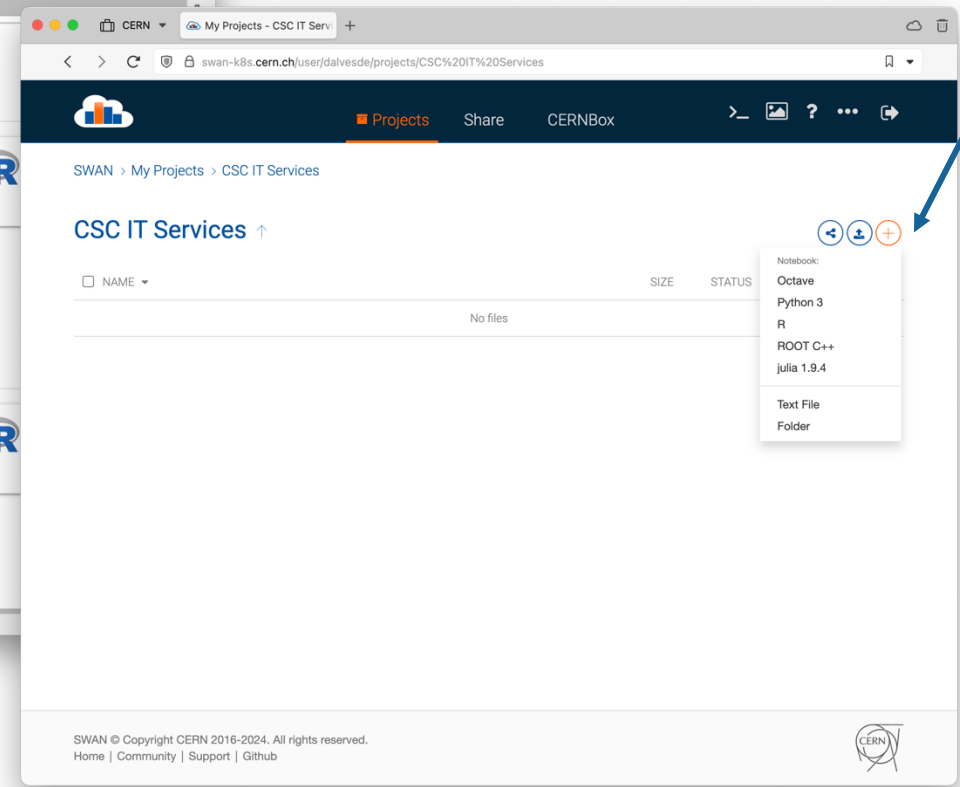 CERN
My Projects - CSC IT Servi
swan-k8s.cern.ch/user/dalvesde/projects/CSC%20IT%20Services
Projects Share CERNBox
SWAN > My Projects > CSC IT Services
CSC IT Services ↑
NAME SIZE STATUS
No files
Notebook:
Octave
Python 3
R
ROOT C++
julia 1.9.4
Text File
Folder
SWAN © Copyright CERN 2016-2024. All rights reserved.
Home | Community | Support | Github
CERN
R
R